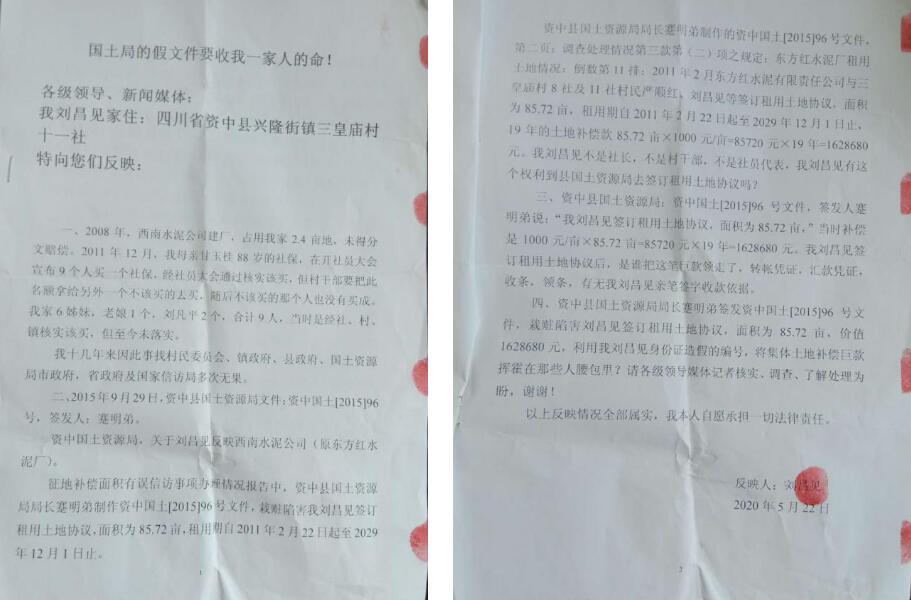 国土局的假文件要收我一家人的命！
各级领导、新闻媒体：
我刘昌见家住：四川省资中县兴隆街镇三皇庙村
十一社
特向您们反映：
一、2008 年，西南水泥公司建厂，占用我家 2.4 亩地，未得分
文赔偿。2011 年 12 月，我母亲甘玉桂 88 岁的社保，在开社员大会
宣布 9 个人买一个社保，经社员大会通过核实该买，但村干部要把此
名额拿给另外一个不该买的去买，随后不该买的那个人也没有买成。
我家 6 姊妹，老娘 1 个，刘凡平 2 个，合计 9 人，当时是经社、村、
镇核实该买，但至今未落实。
我十几年来因此事找村民委员会、镇政府、县政府、国土资源
局市政府，省政府及国家信访局多次无果。
二、2015 年 9 月 29 日，资中县国土资源局文件：资中国土[2015]96
号，签发人：蹇明弟。
资中国土资源局，关于刘昌见反映西南水泥公司（原东方红水
泥厂）。
征地补偿面积有误信访事项办理情况报告中，资中县国土资源
局局长蹇明弟制作资中国土[2015]96 号文件，栽赃陷害我刘昌见签订
租用土地协议，面积为 85.72 亩，租用期自 2011 年 2 月 22 日起至 2029
年 12 月 1 日止。
1
资中县国土资源局局长蹇明弟制作的资中国土[2015]96 号文件，
第二页：调查处理情况第三款第（二）项之规定：东方红水泥厂租用
土地情况：倒数第 11 排：2011 年 2 月东方红水泥有限责任公司与三
皇庙村 8 社及 11 社村民严顺红、刘昌见等签订租用土地协议，面积
为 85.72 亩，租用期自 2011 年 2 月 22 日起至 2029 年 12 月 1 日止，
19 年的土地补偿款 85.72 亩×1000 元/亩=85720 元×19 年=1628680
元。我刘昌见不是社长，不是村干部，不是社员代表，我刘昌见有这
个权利到县国土资源局去签订租用土地协议吗？
三、资中县国土资源局：资中国土[2015]96 号文件，签发人蹇
明弟说：“我刘昌见签订租用土地协议，面积为 85.72 亩，”当时补偿
是 1000 元/亩×85.72 亩=85720 元×19 年=1628680 元。我刘昌见签
订租用土地协议后，是谁把这笔巨款领走了，转帐凭证，汇款凭证，
收条、领条，有无我刘昌见亲笔签字收款依据。
四、资中县国土资源局局长蹇明弟签发资中国土[2015]96 号文
件，栽赃陷害刘昌见签订租用土地协议，面积为 85.72 亩，价值
1628680 元，利用我刘昌见身份证造假的编号，将集体土地补偿巨款
挥霍在那些人腰包里？请各级领导媒体记者核实、调查、了解处理为
盼，谢谢！
以上反映情况全部属实，我本人自愿承担一切法律责任。
反映人：刘昌见
2020 年 5 月 22 日
2